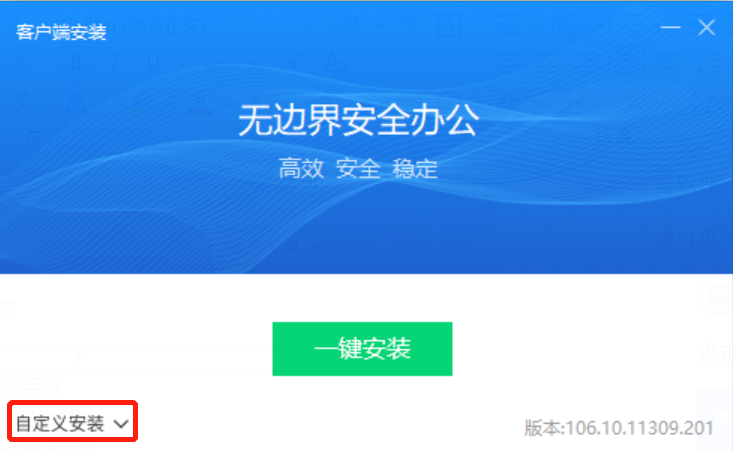 客户端安装
无边界安全办公
高效 安全 稳定
一键安装
自定义安装
版本:106.10.11309.201